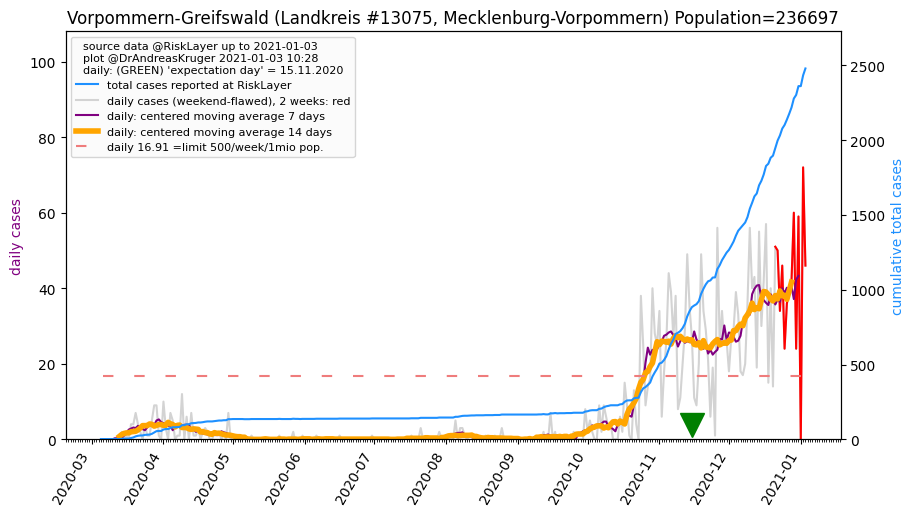 Vorpommern-Greifswald (Landkreis #13075, Mecklenburg-Vorpommern) Population=236697
source data @RiskLayer up to 2021-01-03
plot @DrAndreasKruger 2021-01-03 10:28
daily: (GREEN) 'expectation day' = 15.11.2020
total cases reported at RiskLayer
daily cases (weekend-flawed), 2 weeks: red
daily: centered moving average 7 days
daily: centered moving average 14 days
daily 16.91 =limit 500/week/1mio pop.
daily cases
100
80
60
40
20
0
cumulative total cases
2500
2000
1500
1000
500
0
2020-03
2020-04
2020-05
2020-06
2020-07
2020-08
2020-09
2020-10
2020-11
2020-12
2021-01